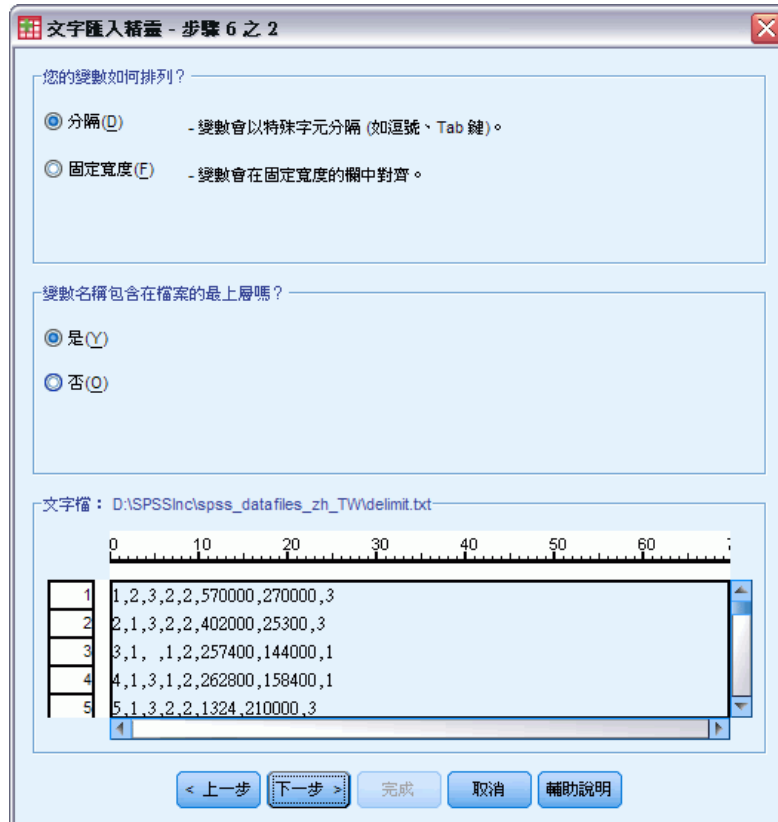 文字匯入精靈 - 步驟 6 之 2
您的變數如何排列？
分隔(D) - 變數會以特殊字元分隔 (如逗號、Tab 鍵)。
固定寬度(F) - 變數會在固定寬度的欄中對齊。
變數名稱包含在檔案的最上層嗎？
是(Y)
否(O)
文字檔： D:\SPSSInc\spss_datafiles_zh_TW\delimit.txt
0 10 20 30 40 50 60
1 1,2,3,2,2,570000,270000,3
2 2,1,3,2,2,402000,25300,3
3 3,1, ,1,2,257400,144000,1
4 4,1,3,1,2,262800,158400,1
5 5,1,3,2,2,1324,210000,3
< 上一步 下一步 > 完成 取消 輔助說明